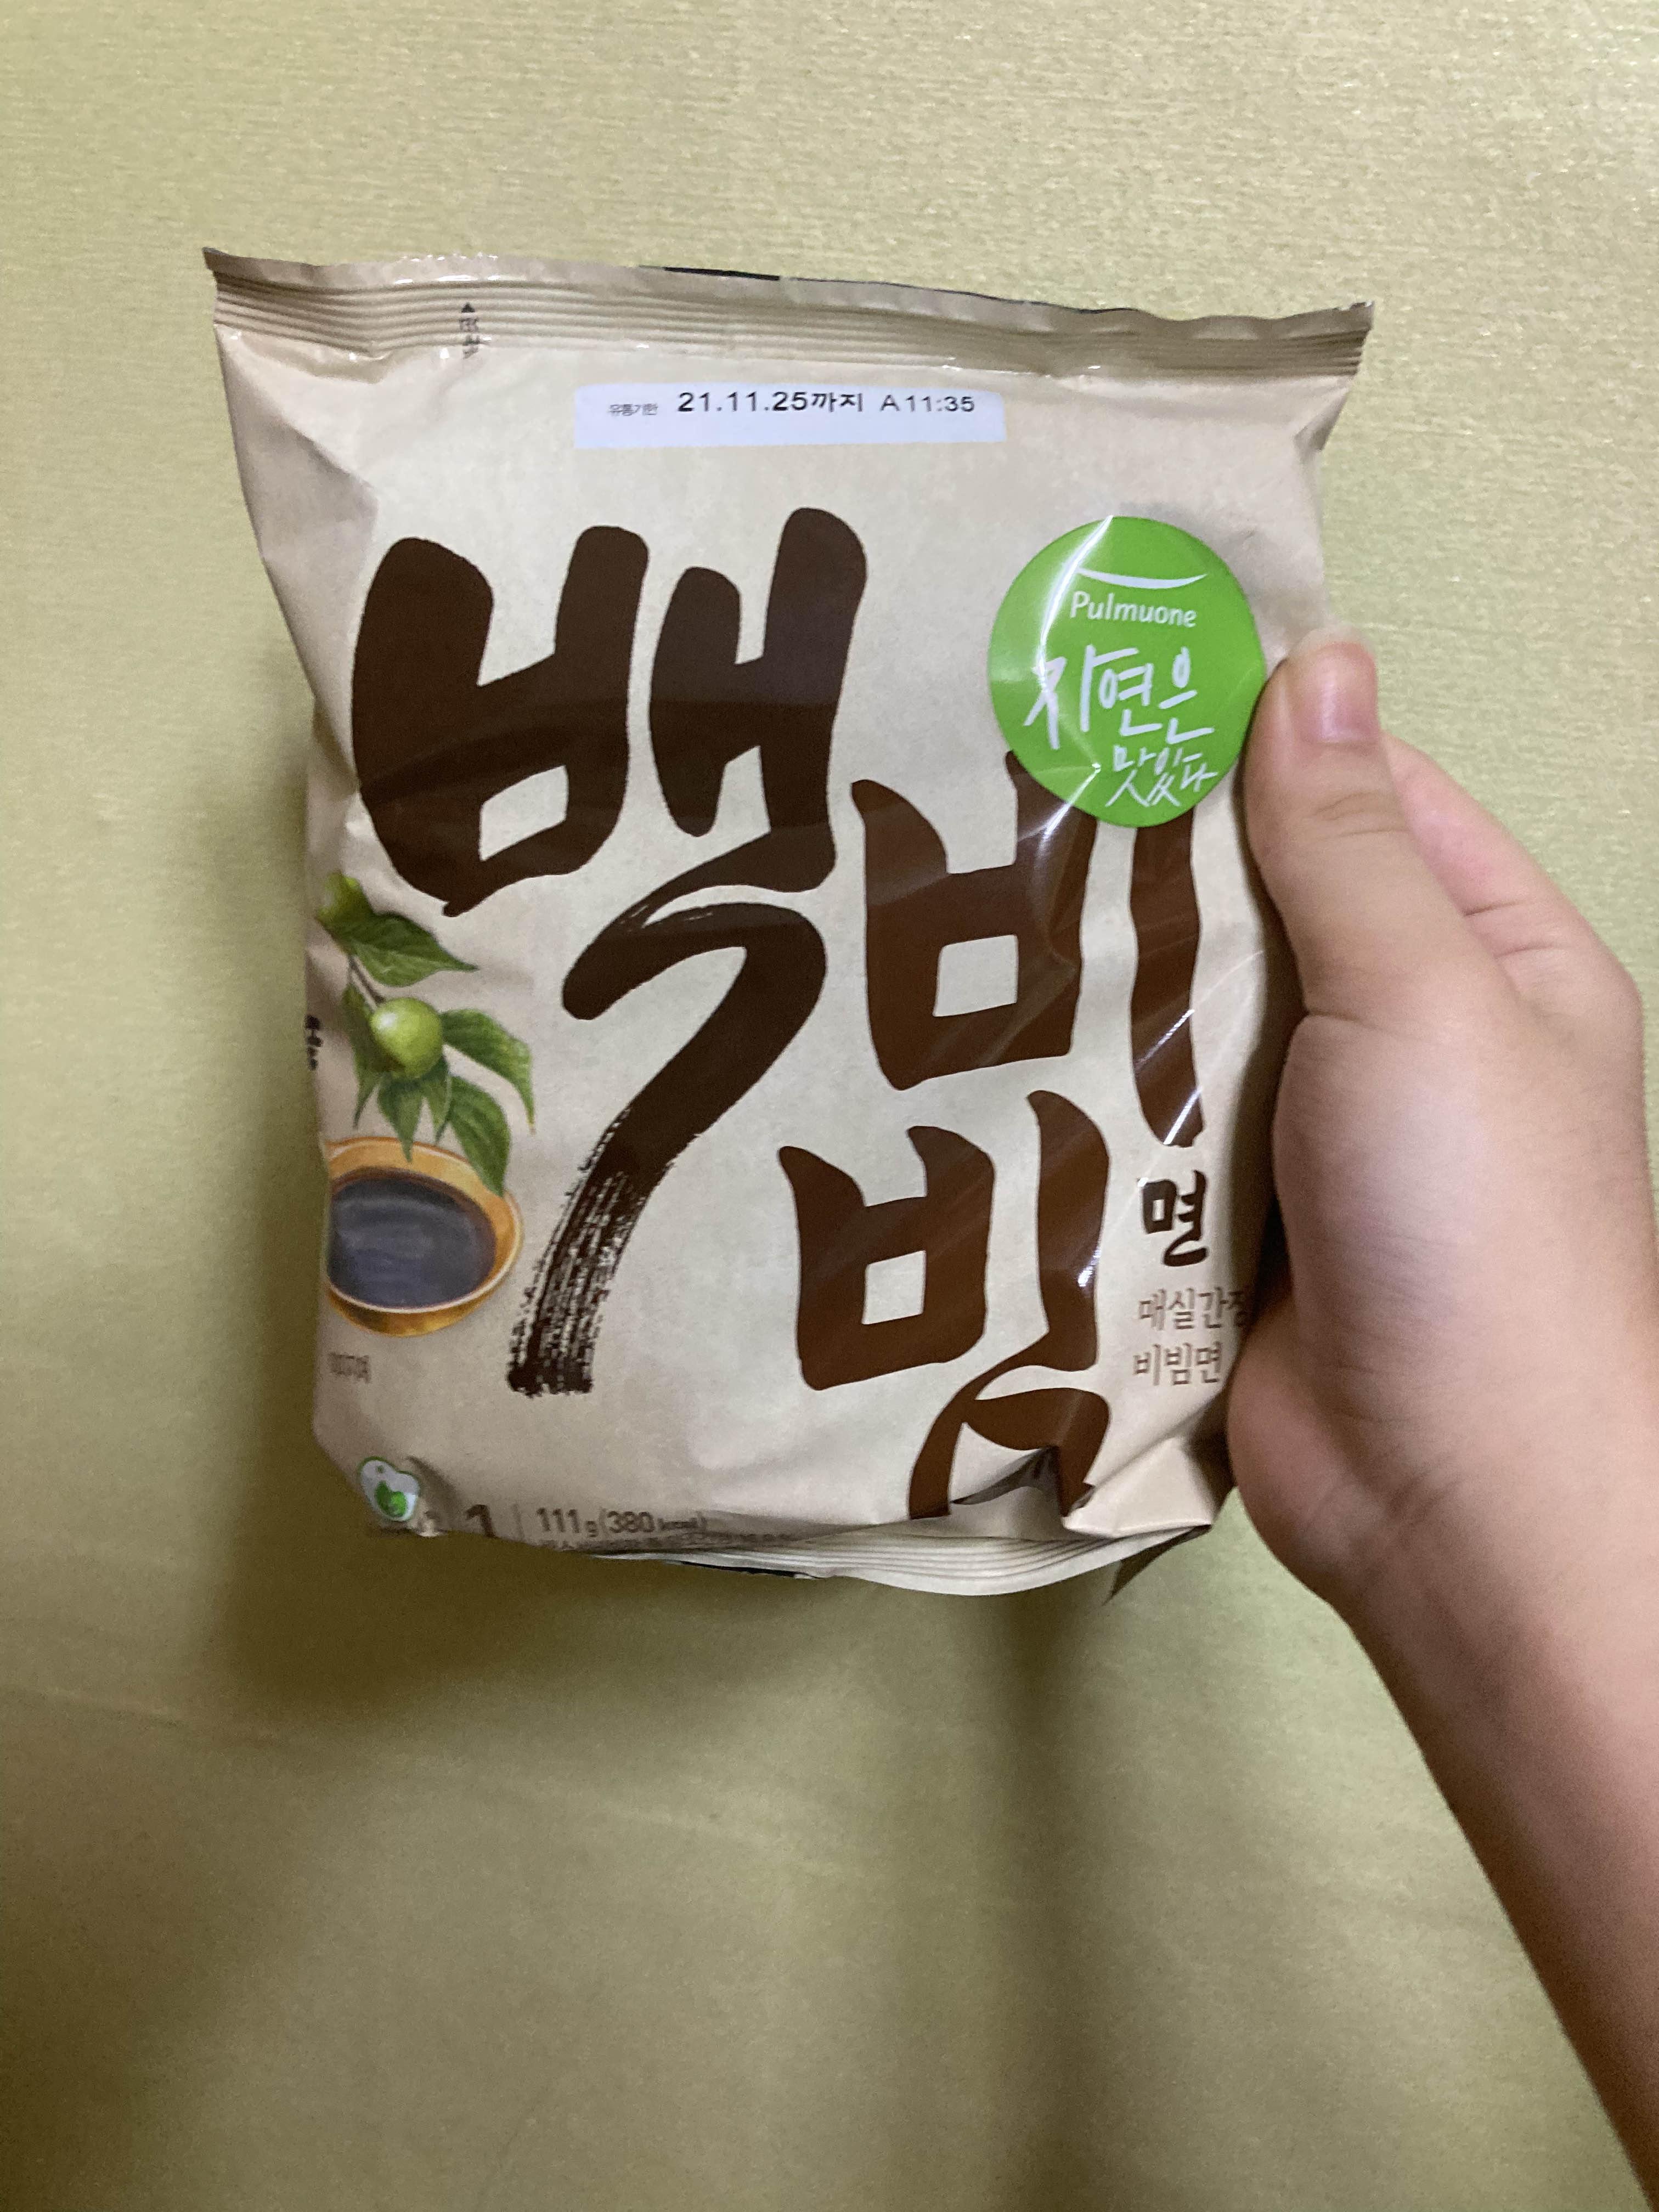 유통기한 21.11.25까지 A11:35
Pulmuone
자연은
맛있다
백
비
빔
면
매실간장
비빔면
1 111g(380kcal)